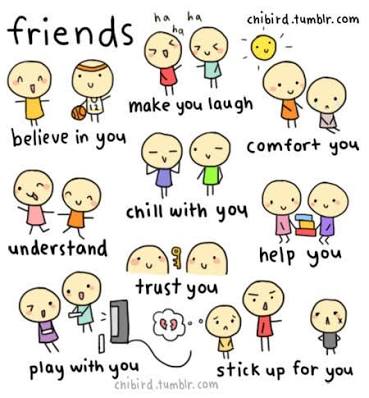 friends
ha ha
ha
chibird.tumblr.com
believe in you
12
make you laugh
comfort you
understand
chill with you
help you
trust you
play with you
stick up for you
chibird.tumblr.com